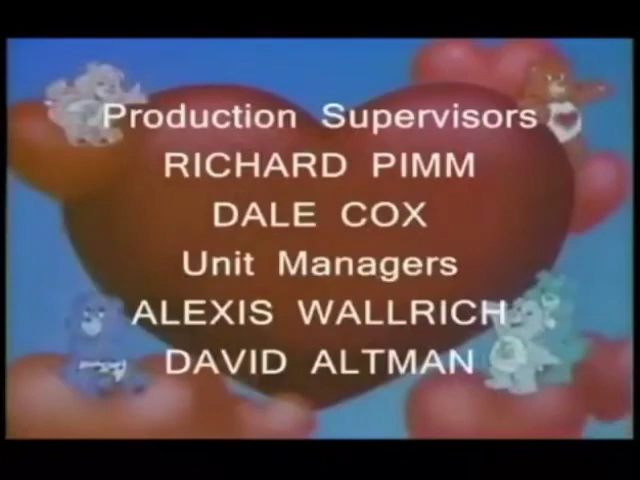 Production Supervisors
RICHARD PIMM
DALE COX
Unit Managers
ALEXIS WALLRICH
DAVID ALTMAN